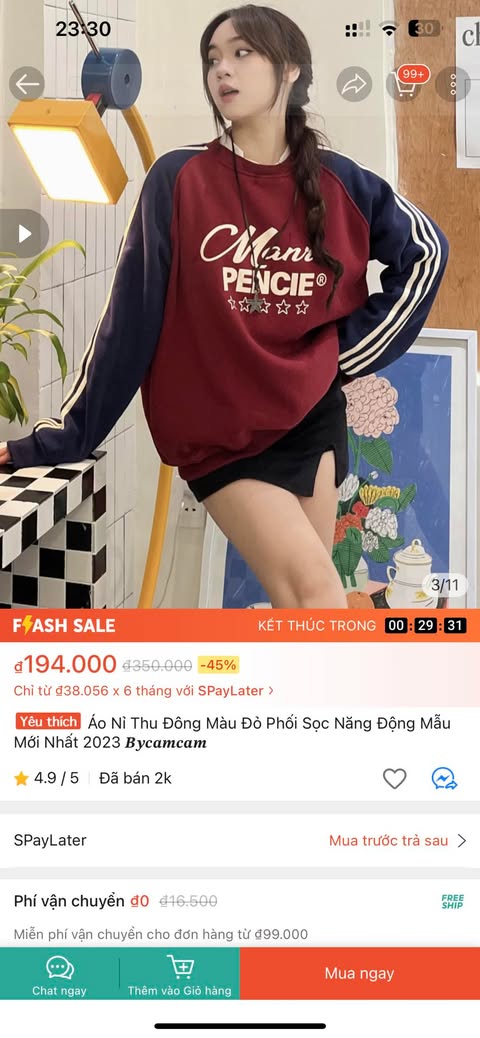 23:30
30
ch
99+
Manr
PENCIE®
3/11
FLASH SALE
KẾT THÚC TRONG 00:29:31
₫194.000 ₫350.000 -45%
Chỉ từ ₫38.056 x 6 tháng với SPayLater >
Yêu thích Áo Nỉ Thu Đông Màu Đỏ Phối Sọc Năng Động Mẫu
Mới Nhất 2023 Bycamcam
4.9 / 5 Đã bán 2k
SPayLater Mua trước trả sau >
Phí vận chuyển ₫0 ₫16.500 FREE
SHIP
Miễn phí vận chuyển cho đơn hàng từ ₫99.000
Chat ngay Thêm vào Giỏ hàng Mua ngay